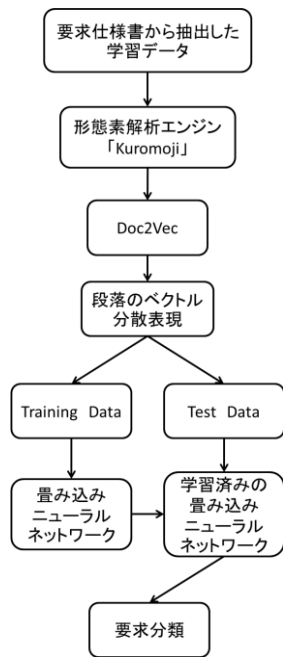 要求仕様書から抽出した
学習データ
形態素解析エンジン
「Kuromoji」
Doc2Vec
段落のベクトル
分散表現
Training Data
Test Data
畳み込み
ニューラル
ネットワーク
学習済みの
畳み込み
ニューラル
ネットワーク
要求分類